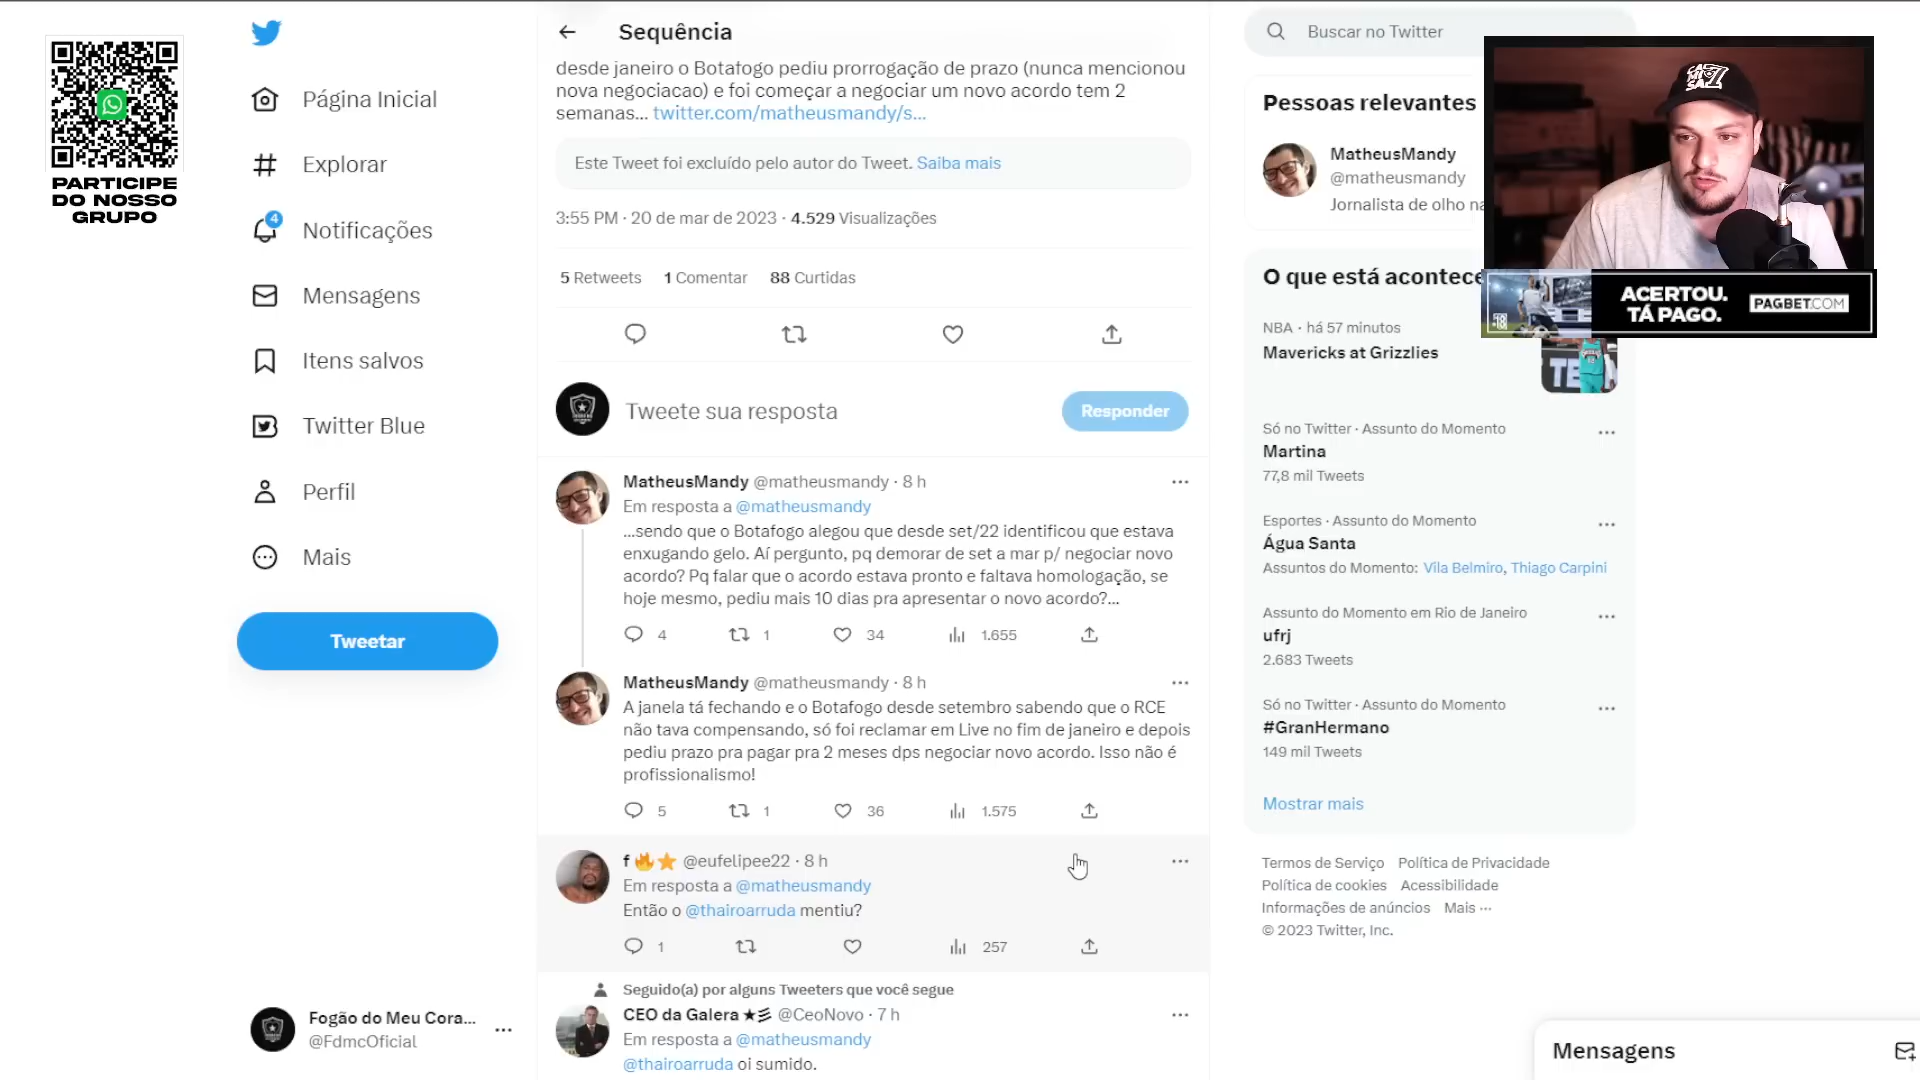 PARTICIPE
DO NOSSO
GRUPO
Página Inicial
Explorar
4
Notificações
Mensagens
Itens salvos
Twitter Blue
Perfil
Mais
Tweetar
Fogão do Meu Cora...
@FdmcOficial
Sequência
desde janeiro o Botafogo pediu prorrogação de prazo (nunca mencionou
nova negociacao) e foi começar a negociar um novo acordo tem 2
semanas... twitter.com/matheusmandy/s...
Este Tweet foi excluído pelo autor do Tweet. Saiba mais
3:55 PM · 20 de mar de 2023 · 4.529 Visualizações
5 Retweets 1 Comentar 88 Curtidas
Tweete sua resposta
Responder
MatheusMandy @matheusmandy · 8 h
Em resposta a @matheusmandy
...sendo que o Botafogo alegou que desde set/22 identificou que estava
enxugando gelo. Aí pergunto, pq demorar de set a mar p/ negociar novo
acordo? Pq falar que o acordo estava pronto e faltava homologação, se
hoje mesmo, pediu mais 10 dias pra apresentar o novo acordo?...
4 1 34 1.655
MatheusMandy @matheusmandy · 8 h
A janela tá fechando e o Botafogo desde setembro sabendo que o RCE
não tava compensando, só foi reclamar em Live no fim de janeiro e depois
pediu prazo pra pagar pra 2 meses dps negociar novo acordo. Isso não é
profissionalismo!
5 1 36 1.575
f 🔥⭐ @eufelipee22 · 8 h
Em resposta a @matheusmandy
Então o @thairoarruda mentiu?
1 257
Seguido(a) por alguns Tweeters que você segue
CEO da Galera ★彡 @CeoNovo · 7 h
Em resposta a @matheusmandy
@thairoarruda oi sumido.
Buscar no Twitter
Pessoas relevantes
MatheusMandy
@matheusmandy
Jornalista de olho na
ACERTOU.
TÁ PAGO.
PAGBET.COM
18
O que está acontece
NBA · há 57 minutos
Mavericks at Grizzlies
Só no Twitter · Assunto do Momento
Martina
77,8 mil Tweets
Esportes · Assunto do Momento
Água Santa
Assuntos do Momento: Vila Belmiro, Thiago Carpini
Assunto do Momento em Rio de Janeiro
ufrj
2.683 Tweets
Só no Twitter · Assunto do Momento
#GranHermano
149 mil Tweets
Mostrar mais
Termos de Serviço Política de Privacidade
Política de cookies Acessibilidade
Informações de anúncios Mais ···
© 2023 Twitter, Inc.
Mensagens